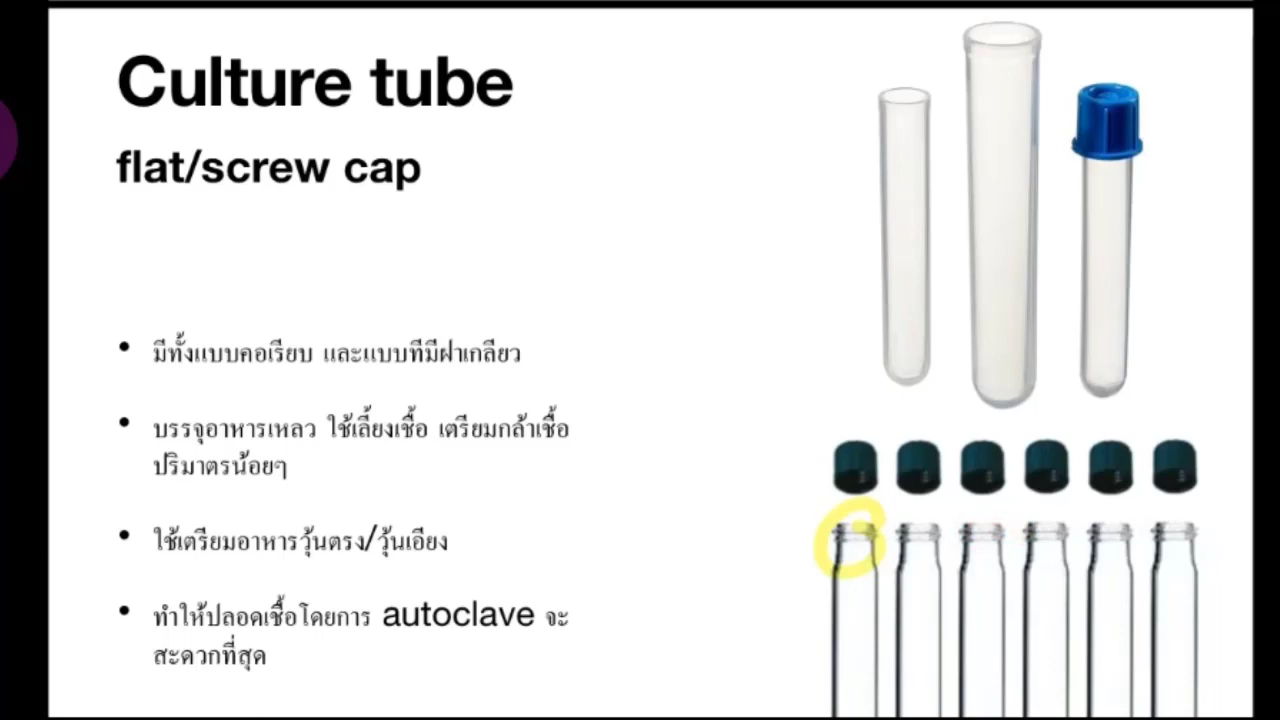 Culture tube
flat/screw cap
• มีทั้งแบบคอเรียบ และแบบทีมีฝาเกลียว
• บรรจุอาหารเหลว ใช้เลี้ยงเชื้อ เตรียมกล้าเชื้อ
ปริมาตรน้อยๆ
• ใช้เตรียมอาหารวุ้นตรง/วุ้นเอียง
• ทำให้ปลอดเชื้อโดยการ autoclave จะ
สะดวกที่สุด